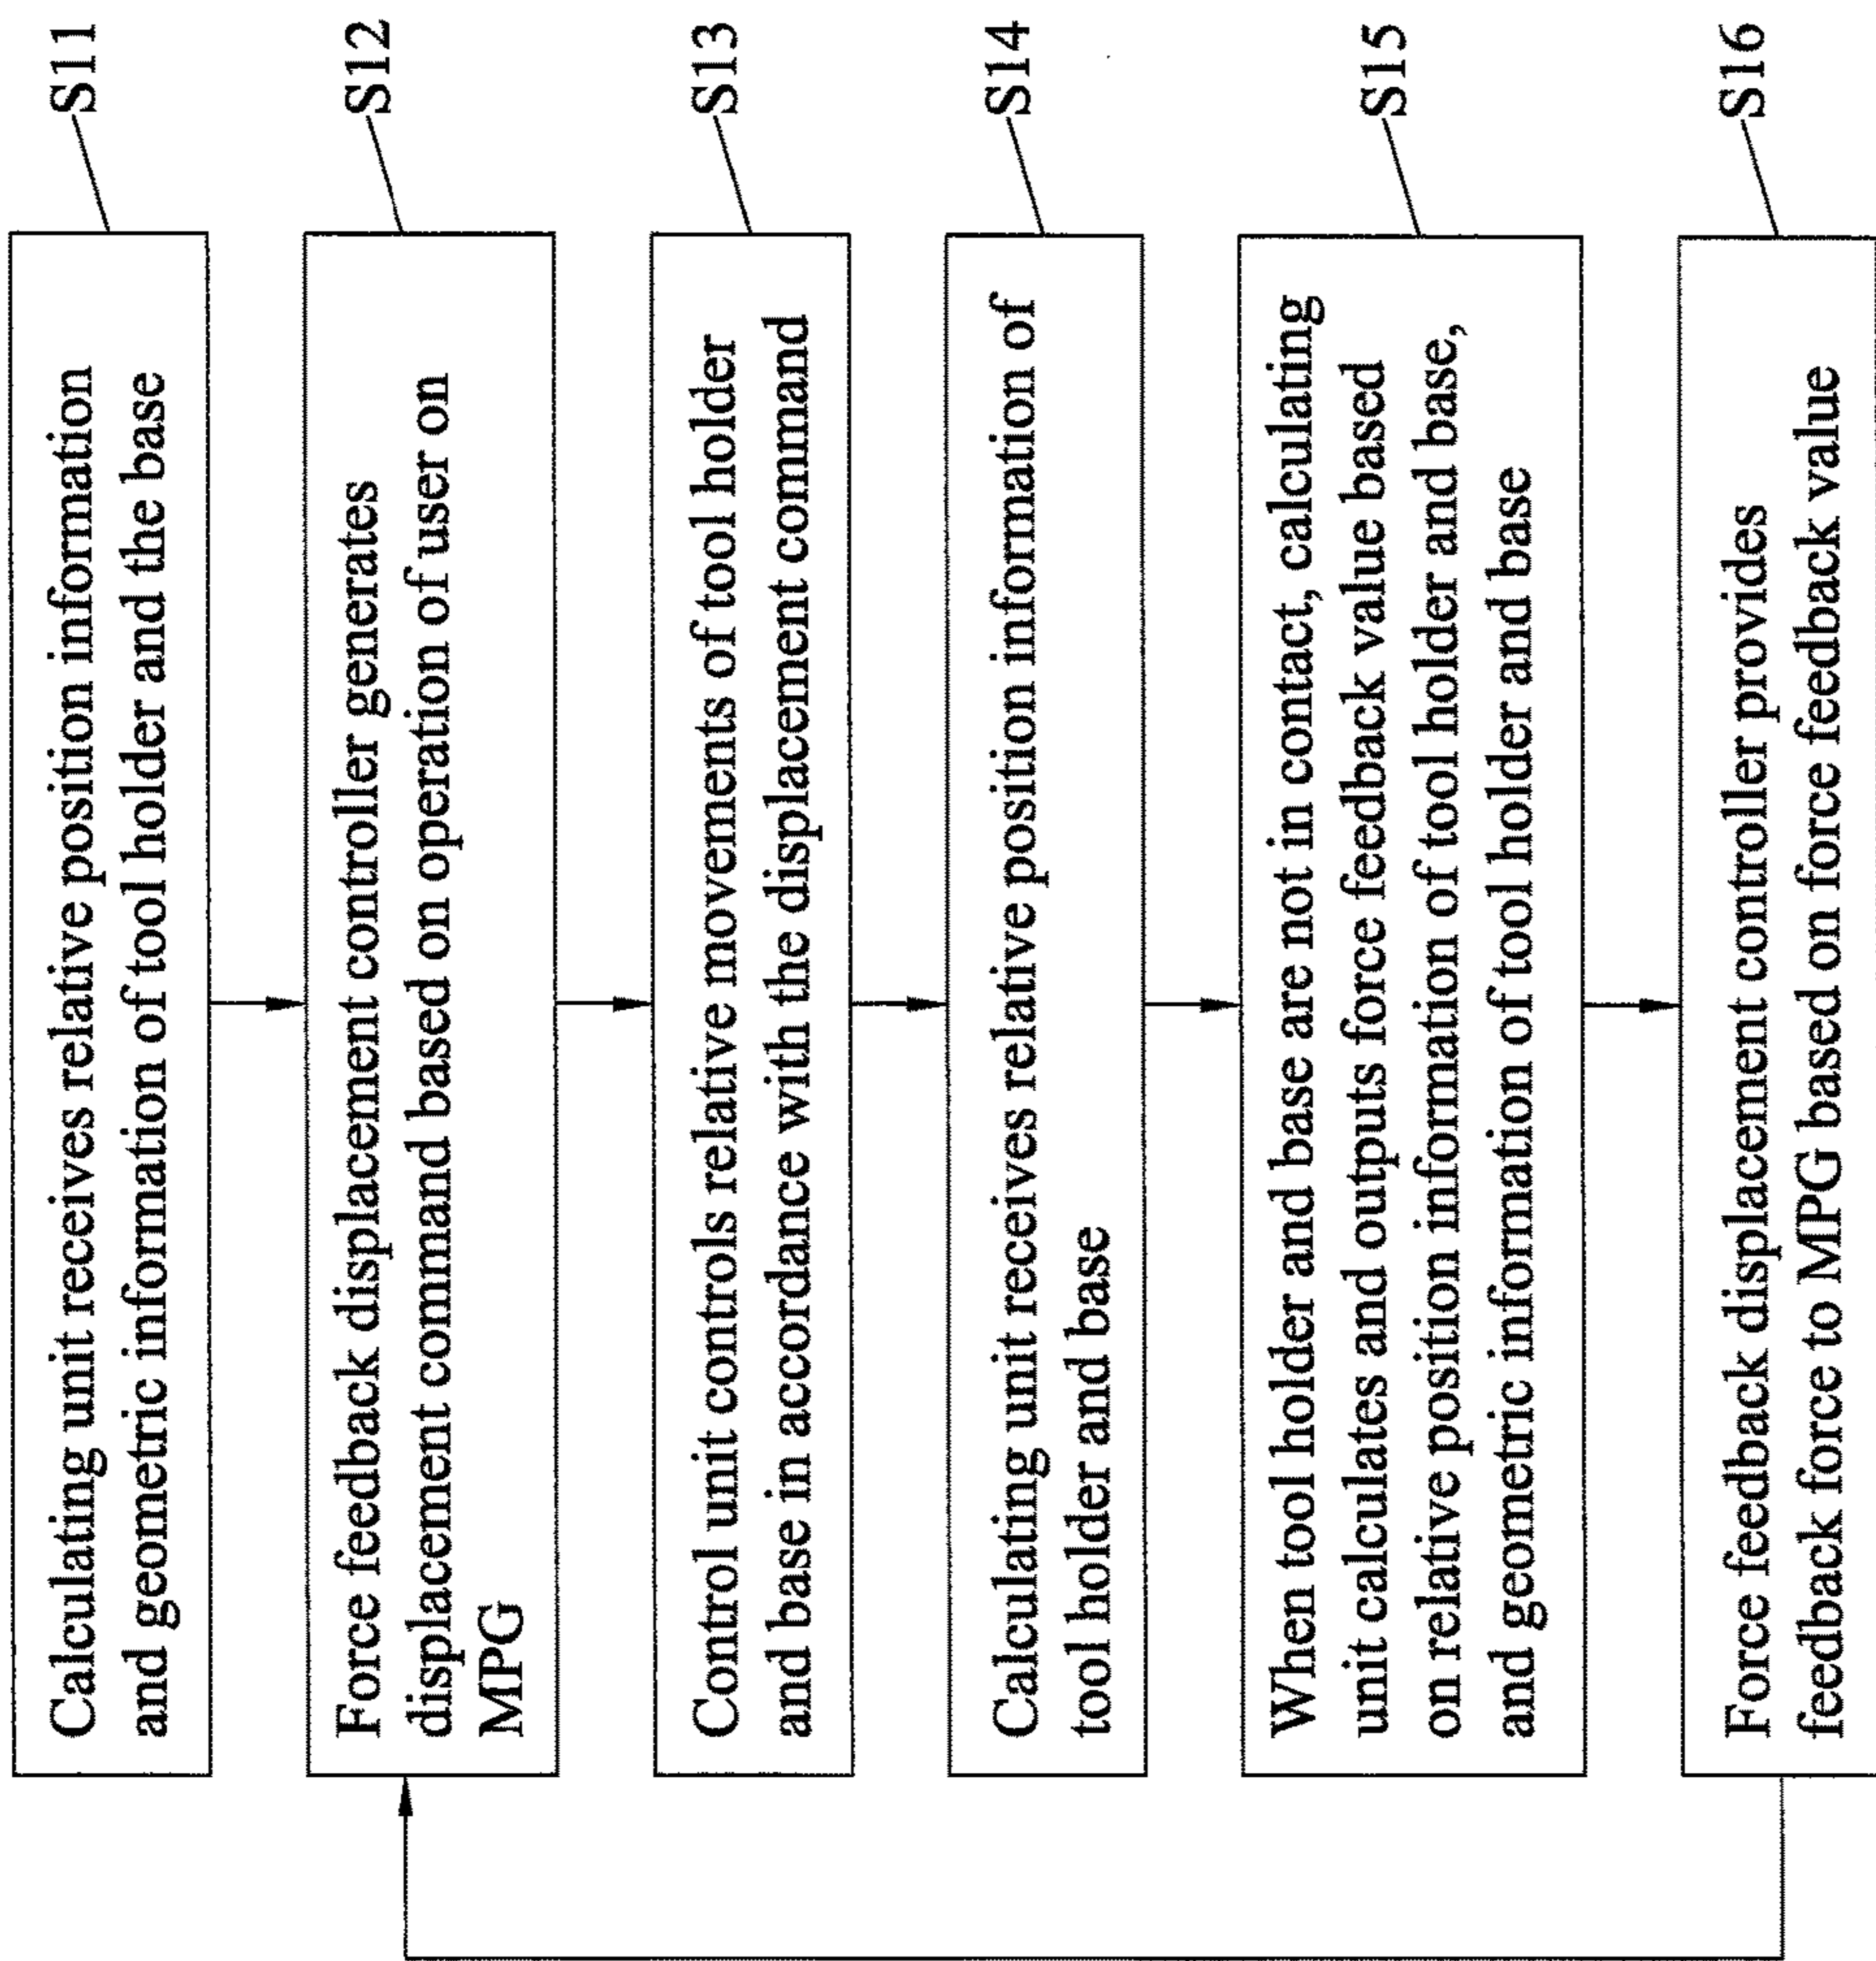 Calculating unit receives relative position information
and geometric information of tool holder and the base
S11
Force feedback displacement controller generates
displacement command based on operation of user on
MPG
S12
Control unit controls relative movements of tool holder
and base in accordance with the displacement command
S13
Calculating unit receives relative position information of
tool holder and base
S14
When tool holder and base are not in contact, calculating
unit calculates and outputs force feedback value based
on relative position information of tool holder and base,
and geometric information of tool holder and base
S15
Force feedback displacement controller provides
feedback force to MPG based on force feedback value
S16